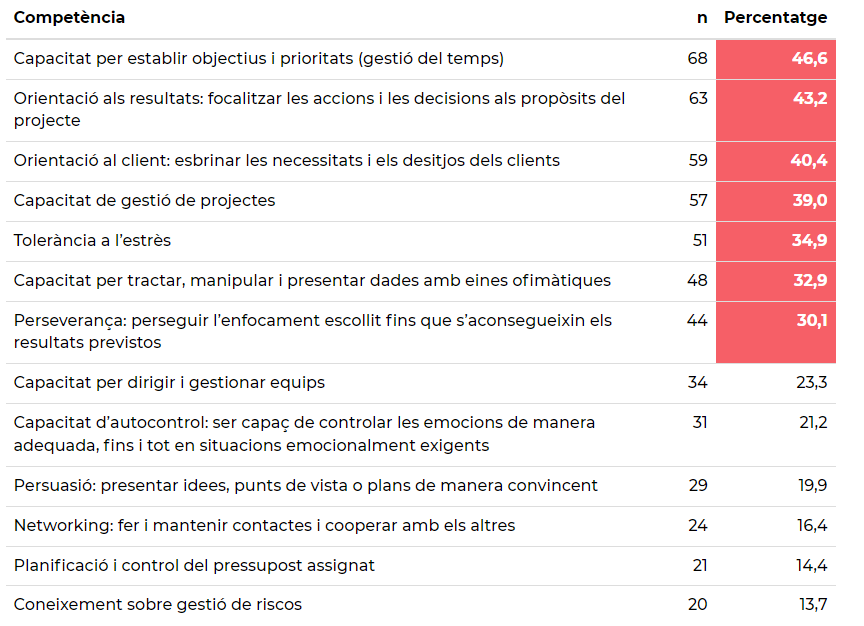 Competència n Percentatge
Capacitat per establir objectius i prioritats (gestió del temps) 68 46,6
Orientació als resultats: focalitzar les accions i les decisions als propòsits del 63 43,2
projecte
Orientació al client: esbrinar les necessitats i els desitjos dels clients 59 40,4
Capacitat de gestió de projectes 57 39,0
Tolerància a l’estrès 51 34,9
Capacitat per tractar, manipular i presentar dades amb eines ofimàtiques 48 32,9
Perseverança: perseguir l’enfocament escollit fins que s’aconsegueixin els 44 30,1
resultats previstos
Capacitat per dirigir i gestionar equips 34 23,3
Capacitat d’autocontrol: ser capaç de controlar les emocions de manera 31 21,2
adequada, fins i tot en situacions emocionalment exigents
Persuasió: presentar idees, punts de vista o plans de manera convincent 29 19,9
Networking: fer i mantenir contactes i cooperar amb els altres 24 16,4
Planificació i control del pressupost assignat 21 14,4
Coneixement sobre gestió de riscos 20 13,7